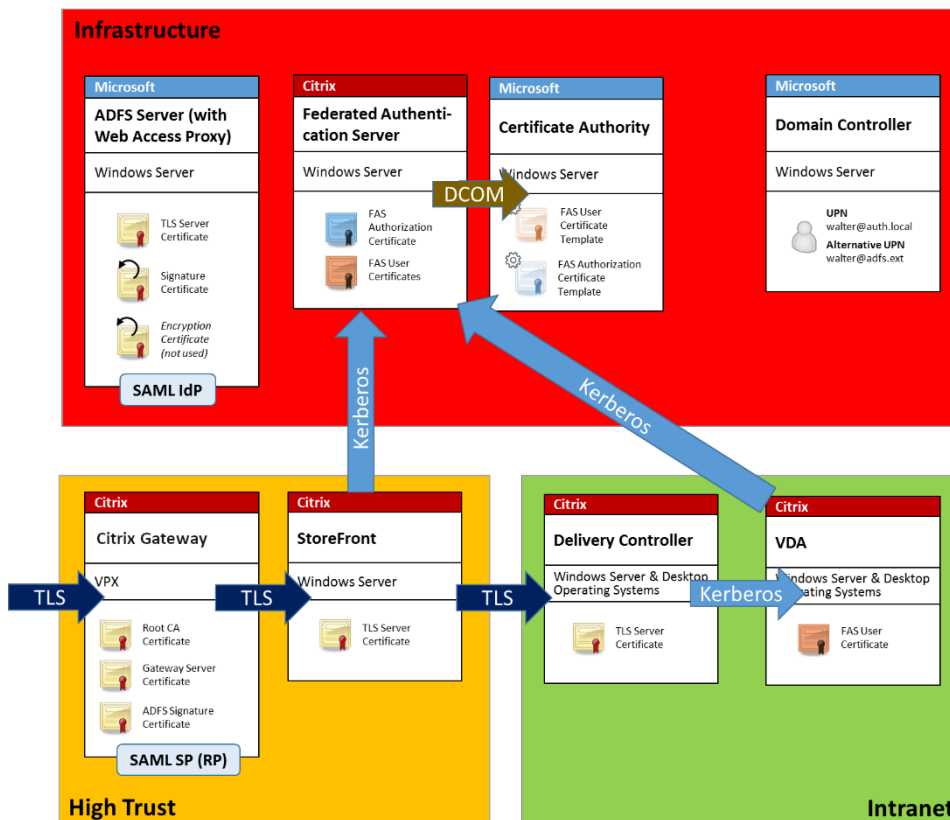 Infrastructure
Microsoft
ADFS Server (with
Web Access Proxy)
Windows Server
TLS Server
Certificate
Signature
Certificate
Encryption
Certificate
(not used)
SAML IdP
Citrix
Federated Authenti-
cation Server
Windows Server
FAS
Authorization
Certificate
FAS User
Certificates
DCOM
Microsoft
Certificate Authority
Windows Server
FAS User
Certificate
Template
FAS Authorization
Certificate
Template
Microsoft
Domain Controller
Windows Server
UPN
walter@auth.local
Alternative UPN
walter@adfs.ext
Kerberos
Kerberos
Citrix
Citrix Gateway
VPX
TLS
Root CA
Certificate
Gateway Server
Certificate
ADFS Signature
Certificate
SAML SP (RP)
TLS
Citrix
StoreFront
Windows Server
TLS Server
Certificate
High Trust
TLS
Citrix
Delivery Controller
Windows Server & Desktop
Operating Systems
TLS Server
Certificate
Kerberos
Citrix
VDA
Windows Server & Desktop
Operating Systems
FAS User
Certificate
Intranet